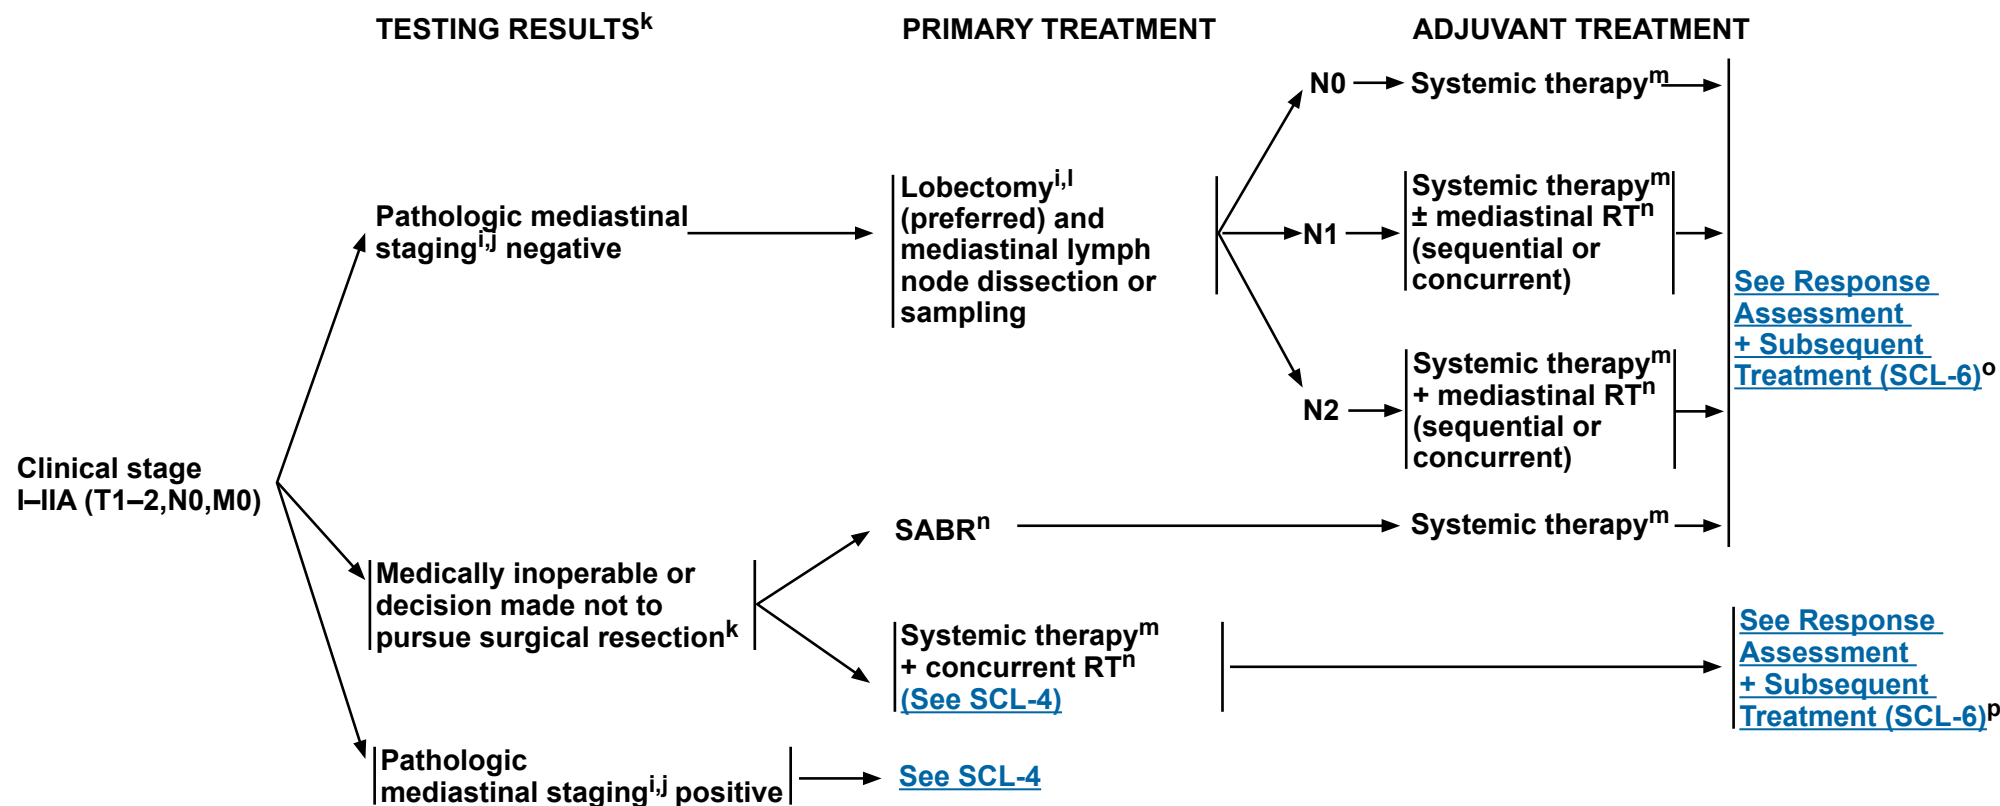 TESTING RESULTSk
PRIMARY TREATMENT
ADJUVANT TREATMENT
Clinical stage
I–IIA (T1–2,N0,M0)
Pathologic mediastinal
stagingi,j negative
Lobectomyi,l
(preferred) and
mediastinal lymph
node dissection or
sampling
N0
Systemic therapym
N1
Systemic therapym
± mediastinal RTn
(sequential or
concurrent)
N2
Systemic therapym
+ mediastinal RTn
(sequential or
concurrent)
See Response
Assessment
+ Subsequent
Treatment (SCL-6)o
Medically inoperable or
decision made not to
pursue surgical resectionk
SABRn
Systemic therapym
Systemic therapym
+ concurrent RTn
(See SCL-4)
See Response
Assessment
+ Subsequent
Treatment (SCL-6)p
Pathologic
mediastinal stagingi,j positive
See SCL-4